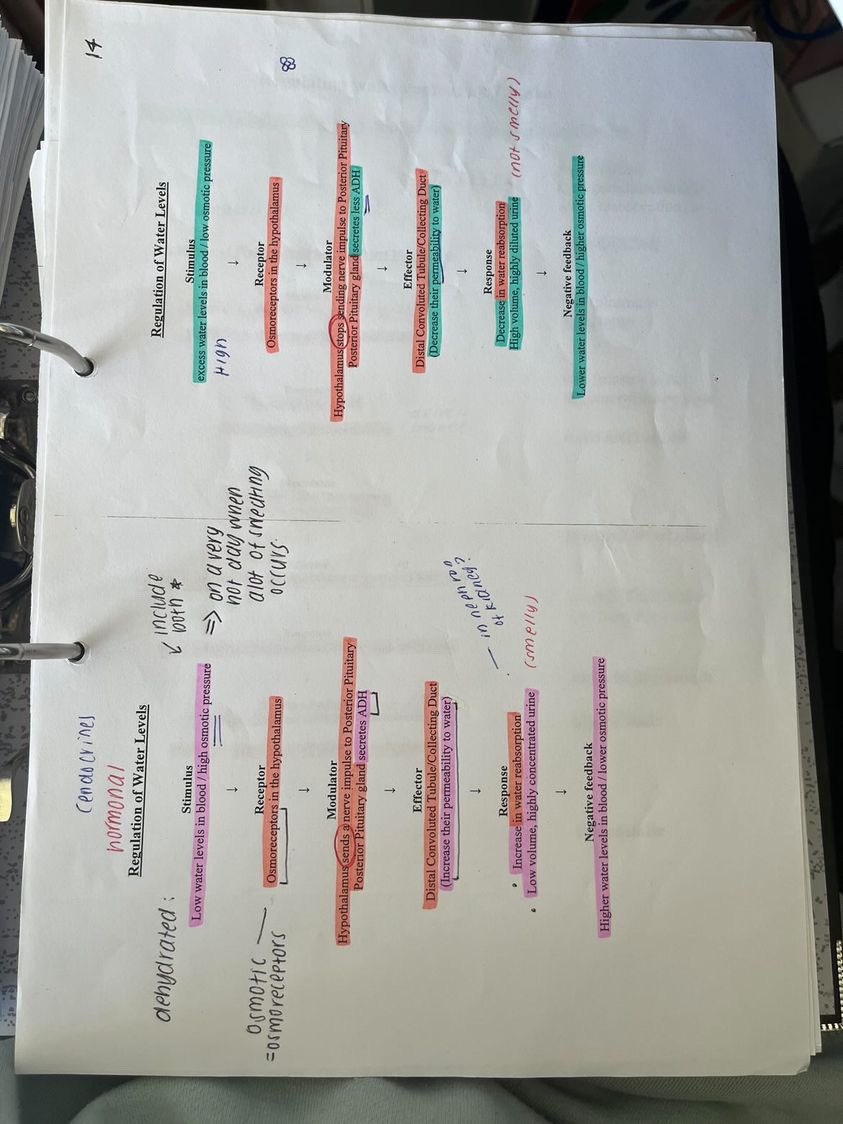 14
(endocrines
hormonal
Regulation of Water Levels
dehydrated :
Stimulus
Low water levels in blood / high osmotic pressure
↙ include
both *
⇒ on a very
hot day when
alot of sweating
occurs.
↓
Receptor
Osmoreceptors in the hypothalamus
osmotic —
=osmoreceptors
↓
Modulator
Hypothalamus sends a nerve impulse to Posterior Pituitary
Posterior Pituitary gland secretes ADH
↓
Effector
Distal Convoluted Tubule/Collecting Duct
(Increase their permeability to water)
— in nephron
of kidney?
↓
Response
Increase in water reabsorption
Low volume, highly concentrated urine (smelly)
↓
Negative feedback
Higher water levels in blood / lower osmotic pressure
Regulation of Water Levels
Stimulus
excess water levels in blood / low osmotic pressure
High
↓
Receptor
Osmoreceptors in the hypothalamus
↓
Modulator
Hypothalamus stops sending nerve impulse to Posterior Pituitary
Posterior Pituitary gland secretes less ADH
↓
Effector
Distal Convoluted Tubule/Collecting Duct
(Decrease their permeability to water)
↓
Response
Decrease in water reabsorption
High volume, highly diluted urine (not smelly)
↓
Negative feedback
Lower water levels in blood / higher osmotic pressure